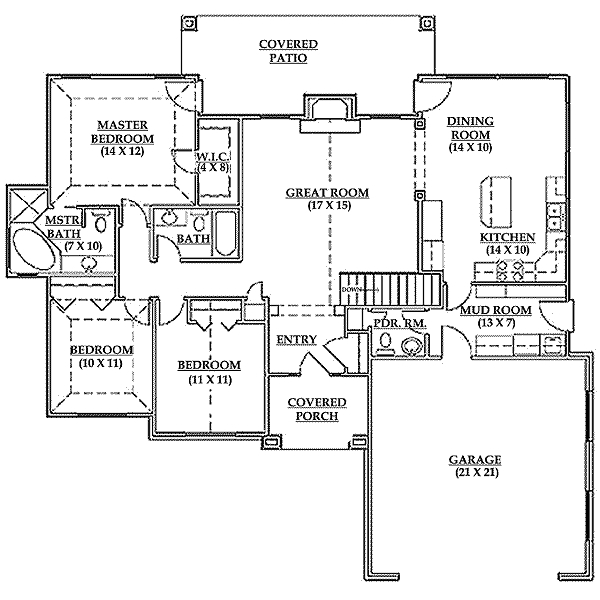 COVERED
PATIO
MASTER
BEDROOM
(14 X 12)
W.I.C.
(4 X 8)
DINING
ROOM
(14 X 10)
GREAT ROOM
(17 X 15)
MSTR.
BATH
(7 X 10)
BATH
KITCHEN
(14 X 10)
DOWN
MUD ROOM
(13 X 7)
PDR. RM.
ENTRY
BEDROOM
(10 X 11)
BEDROOM
(11 X 11)
COVERED
PORCH
GARAGE
(21 X 21)